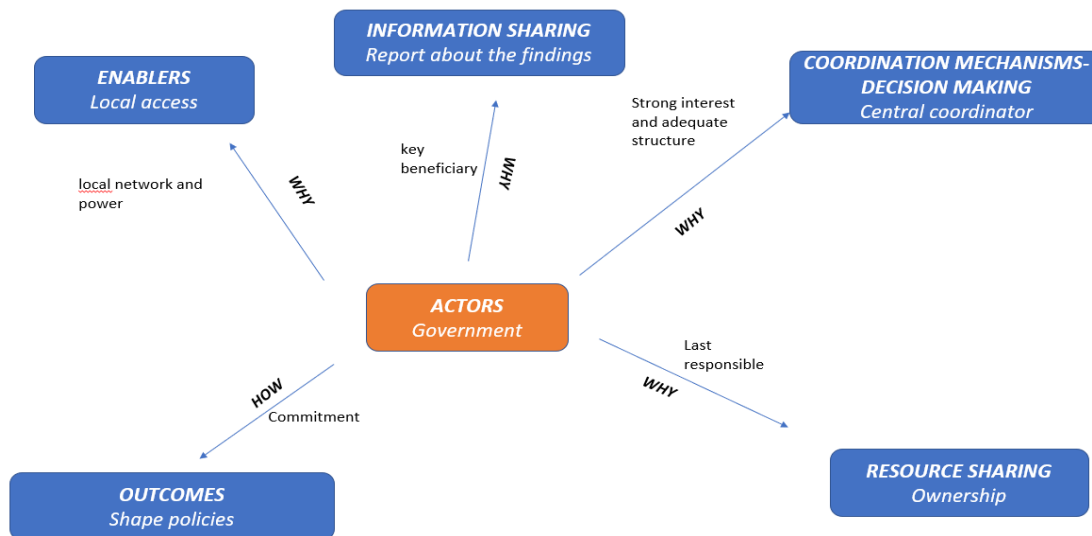 INFORMATION SHARING
Report about the findings
ENABLERS
Local access
COORDINATION MECHANISMS-
DECISION MAKING
Central coordinator
Strong interest
and adequate
structure
key
beneficiary
WHY
local network and
power
WHY
WHY
ACTORS
Government
Last
responsible
WHY
HOW
Commitment
RESOURCE SHARING
Ownership
OUTCOMES
Shape policies